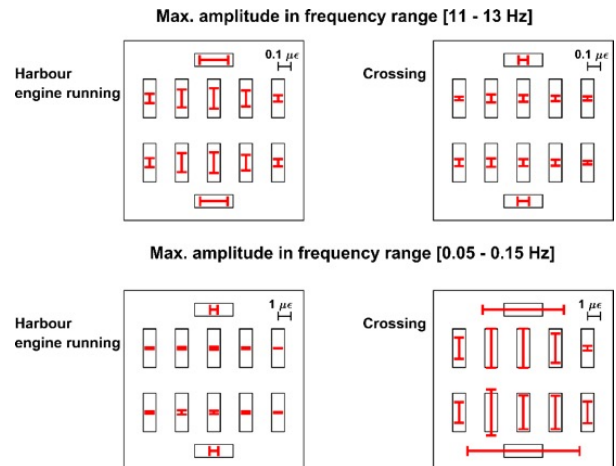 Max. amplitude in frequency range [11 - 13 Hz]
Harbour
engine running
0.1 με
Crossing
0.1 με
Max. amplitude in frequency range [0.05 - 0.15 Hz]
Harbour
engine running
1 με
Crossing
1 με